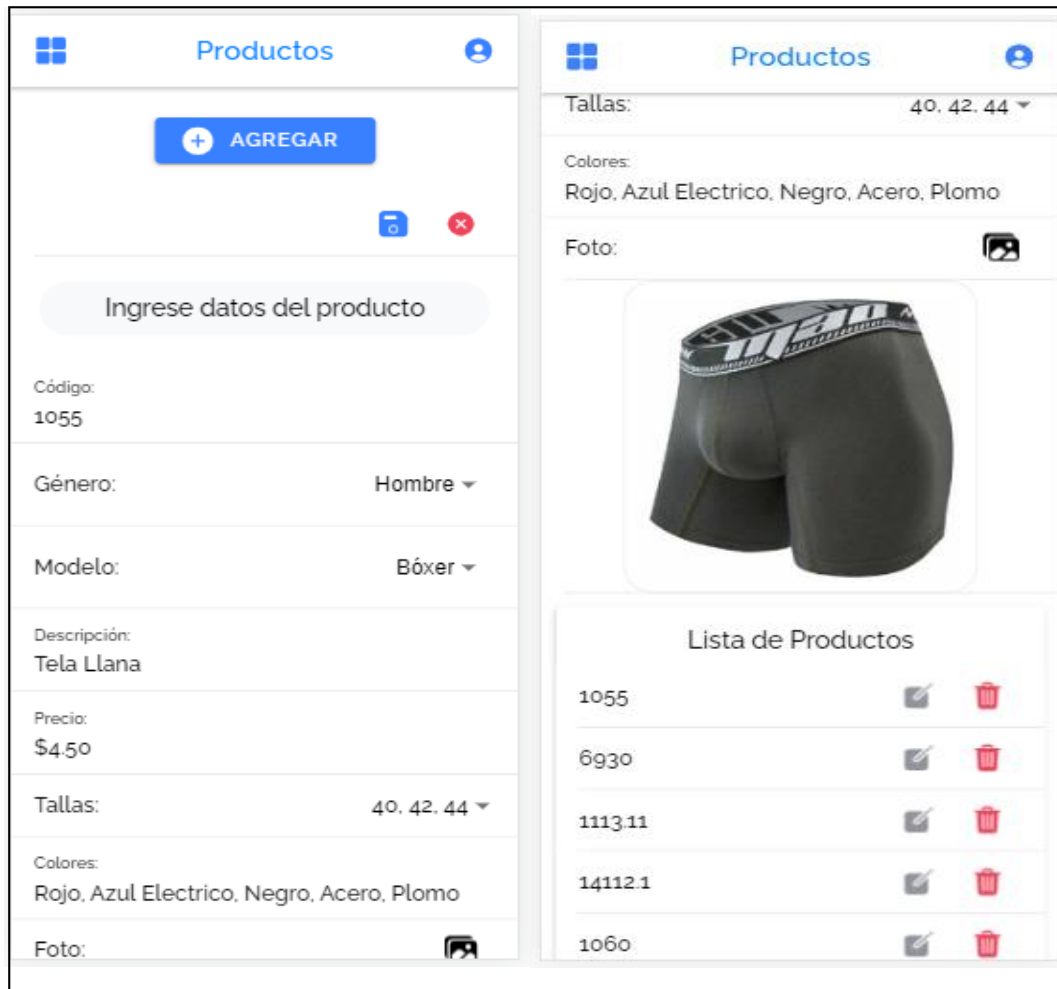 Productos
AGREGAR
Ingrese datos del producto
Código:
1055
Género: Hombre
Modelo: Bóxer
Descripción:
Tela Llana
Precio:
$4.50
Tallas: 40, 42, 44
Colores:
Rojo, Azul Electrico, Negro, Acero, Plomo
Foto:
Productos
Tallas: 40, 42, 44
Colores:
Rojo, Azul Electrico, Negro, Acero, Plomo
Foto:
Lista de Productos
1055
6930
1113.11
14112.1
1060